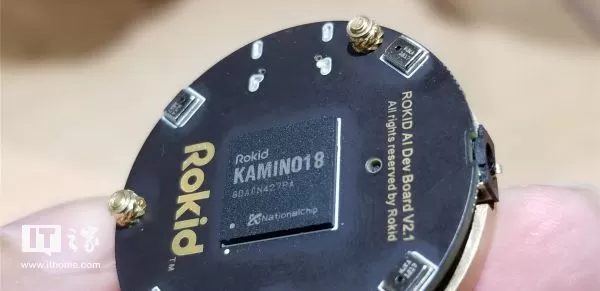 Rokid
TM
Rokid
KAMINO18
NationalChip
ROKID AI Dev Board V2.1
All rights reserved by Rokid
IT之家
www.ithome.com